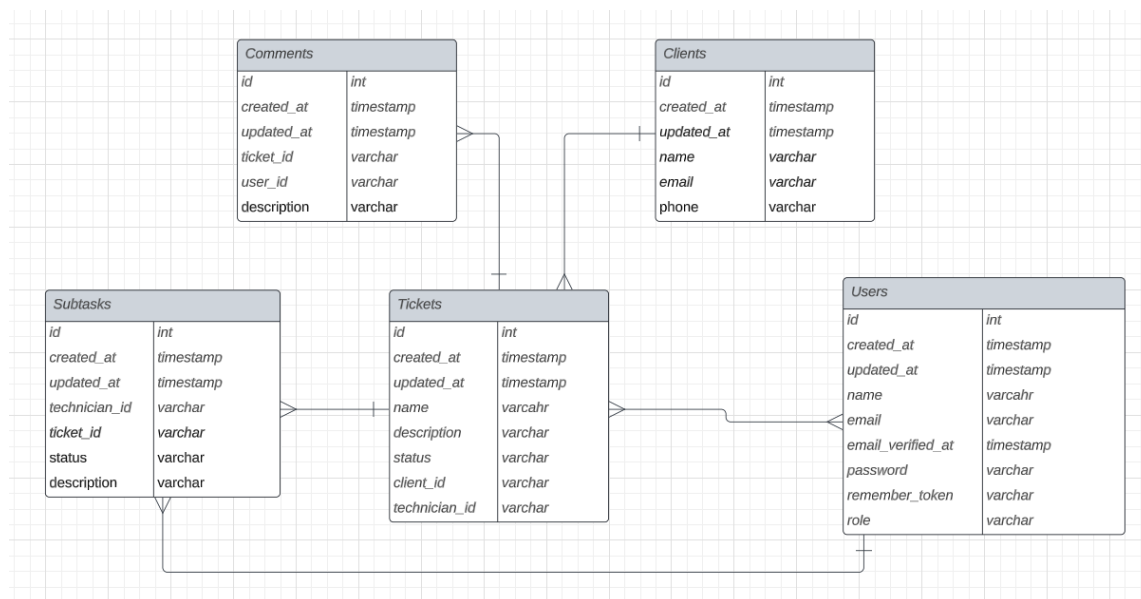 Comments
id int
created_at timestamp
updated_at timestamp
ticket_id varchar
user_id varchar
description varchar
Clients
id int
created_at timestamp
updated_at timestamp
name varchar
email varchar
phone varchar
Subtasks
id int
created_at timestamp
updated_at timestamp
technician_id varchar
ticket_id varchar
status varchar
description varchar
Tickets
id int
created_at timestamp
updated_at timestamp
name varcahr
description varchar
status varchar
client_id varchar
technician_id varchar
Users
id int
created_at timestamp
updated_at timestamp
name varcahr
email varchar
email_verified_at timestamp
password varchar
remember_token varchar
role varchar